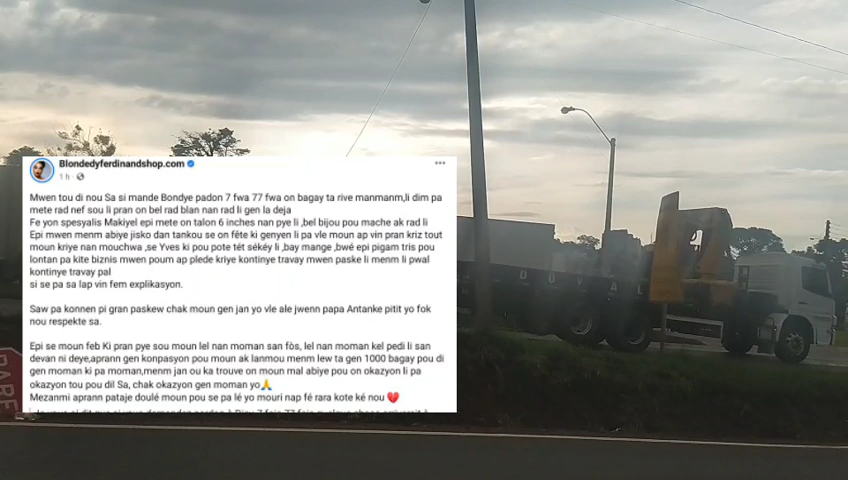 Blondedyferdinandshop.com
1 h
Mwen tou di nou Sa si mande Bondye padon 7 fwa 77 fwa on bagay ta rive manmanm,li dim pa
mete rad nef sou li pran on bel rad blan nan rad li gen la deja
Fe yon spesyalis Makiyel epi mete on talon 6 inches nan pye li ,bel bijou pou mache ak rad li
Epi mwen menm abiye jisko dan tankou se on fête ki genyen li pa vle moun ap vin pran kriz tout
moun kriye nan mouchwa ,se Yves ki pou pote tét sékéy li ,bay mange ,bwé epi pigam tris pou
lontan pa kite biznis mwen poum ap plede kriye kontinye travay mwen paske li menm li pwal
kontinye travay pal
si se pa sa lap vin fem explikasyon.
Saw pa konnen pi gran paskew chak moun gen jan yo vle ale jwenn papa Antanke pitit yo fok
nou respekte sa.
Epi se moun feb Ki pran pye sou moun lel nan moman san fòs, lel nan moman kel pedi li san
devan ni deye,aprann gen konpasyon pou moun ak lanmou menm lew ta gen 1000 bagay pou di
gen moman ki pa moman,menm jan ou ka trouve on moun mal abiye pou on okazyon li pa
okazyon tou pou dil Sa, chak okazyon gen moman yo🙏
Mezanmi aprann pataje doulé moun pou se pa lé yo mouri nap fé rara kote ké nou 💔